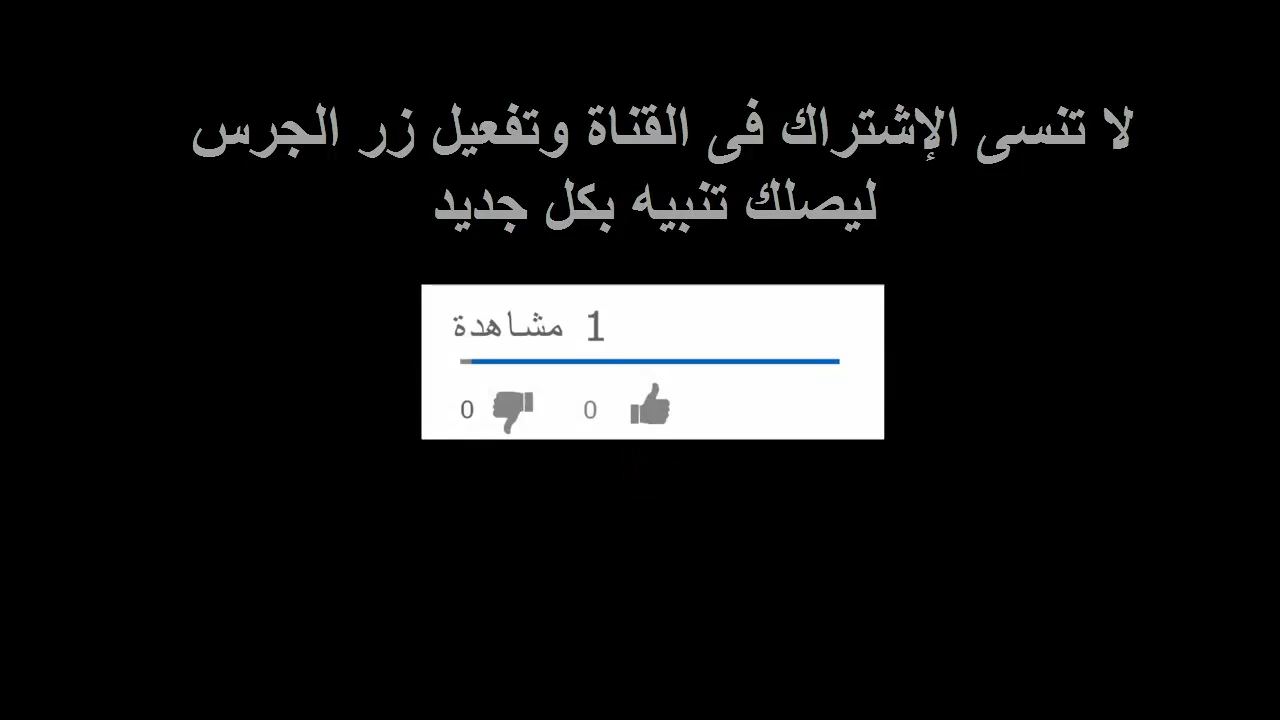 لا تنسى الإشتراك فى القناة وتفعيل زر الجرس
ليصلك تنبيه بكل جديد
1 مشاهدة
0 0